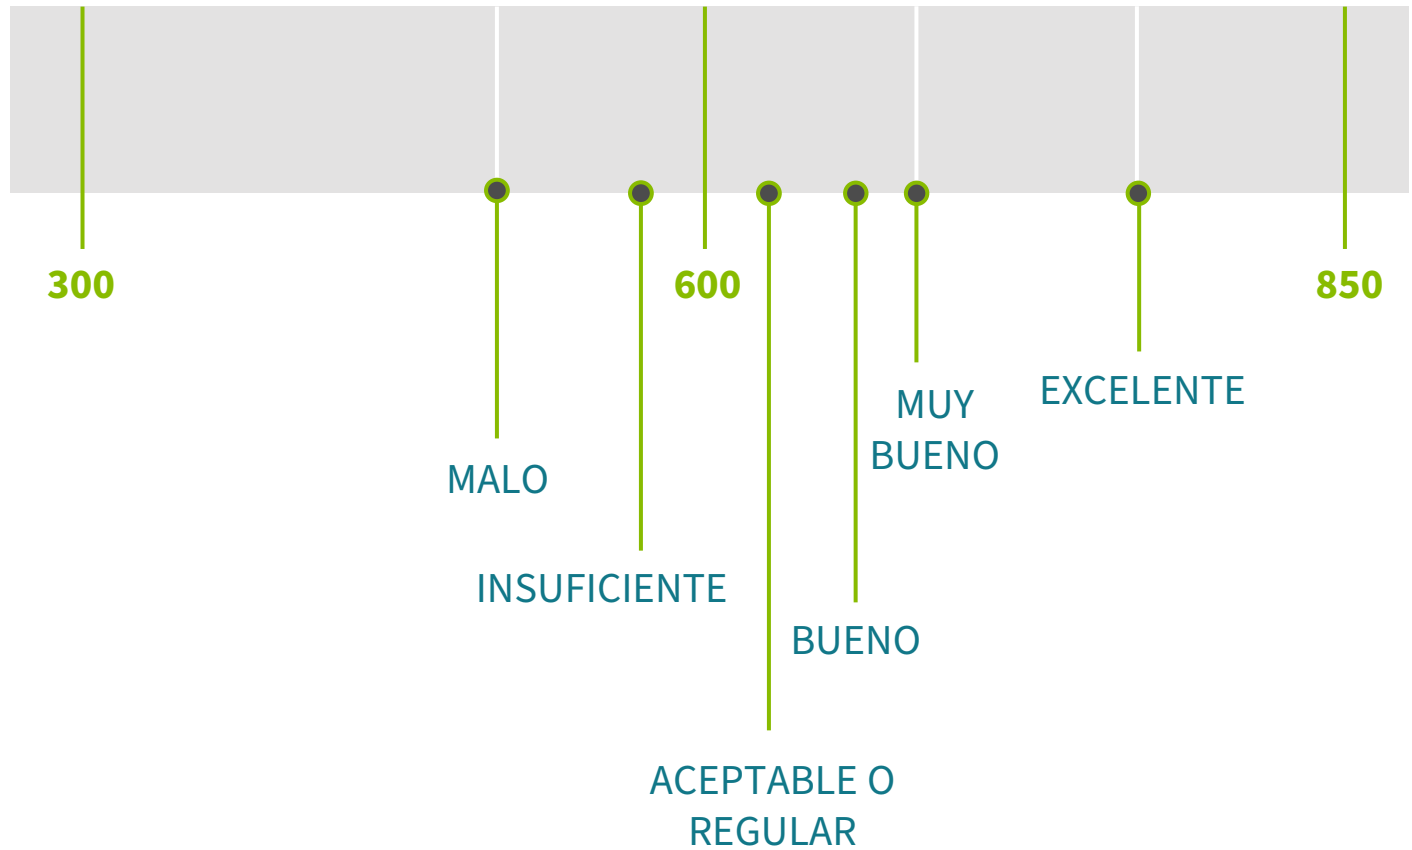 300
600
850
EXCELENTE
MUY
BUENO
MALO
INSUFICIENTE
BUENO
ACEPTABLE O
REGULAR